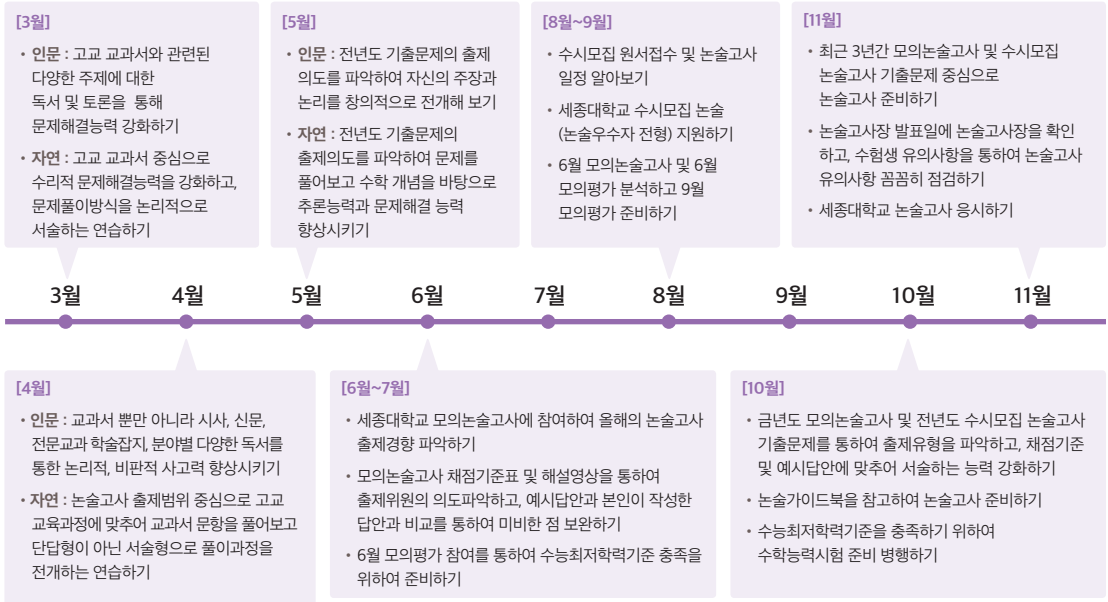 [3월]
• 인문 : 고교 교과서와 관련된
다양한 주제에 대한
독서 및 토론을 통해
문제해결능력 강화하기
• 자연 : 고교 교과서 중심으로
수리적 문제해결능력을 강화하고,
문제풀이방식을 논리적으로
서술하는 연습하기
[5월]
• 인문 : 전년도 기출문제의 출제
의도를 파악하여 자신의 주장과
논리를 창의적으로 전개해 보기
• 자연 : 전년도 기출문제의
출제의도를 파악하여 문제를
풀어보고 수학 개념을 바탕으로
추론능력과 문제해결 능력
향상시키기
[8월~9월]
• 수시모집 원서접수 및 논술고사
일정 알아보기
• 세종대학교 수시모집 논술
(논술우수자 전형) 지원하기
• 6월 모의논술고사 및 6월
모의평가 분석하고 9월
모의평가 준비하기
[11월]
• 최근 3년간 모의논술고사 및 수시모집
논술고사 기출문제 중심으로
논술고사 준비하기
• 논술고사장 발표일에 논술고사장을 확인
하고, 수험생 유의사항을 통하여 논술고사
유의사항 꼼꼼히 점검하기
• 세종대학교 논술고사 응시하기
3월 4월 5월 6월 7월 8월 9월 10월 11월
[4월]
• 인문 : 교과서 뿐만 아니라 시사, 신문,
전문교과 학술잡지, 분야별 다양한 독서를
통한 논리적, 비판적 사고력 향상시키기
• 자연 : 논술고사 출제범위 중심으로 고교
교육과정에 맞추어 교과서 문항을 풀어보고
단답형이 아닌 서술형으로 풀이과정을
전개하는 연습하기
[6월~7월]
• 세종대학교 모의논술고사에 참여하여 올해의 논술고사
출제경향 파악하기
• 모의논술고사 채점기준표 및 해설영상을 통하여
출제위원의 의도파악하고, 예시답안과 본인이 작성한
답안과 비교를 통하여 미비한 점 보완하기
• 6월 모의평가 참여를 통하여 수능최저학력기준 충족을
위하여 준비하기
[10월]
• 금년도 모의논술고사 및 전년도 수시모집 논술고사
기출문제를 통하여 출제유형을 파악하고, 채점기준
및 예시답안에 맞추어 서술하는 능력 강화하기
• 논술가이드북을 참고하여 논술고사 준비하기
• 수능최저학력기준을 충족하기 위하여
수학능력시험 준비 병행하기